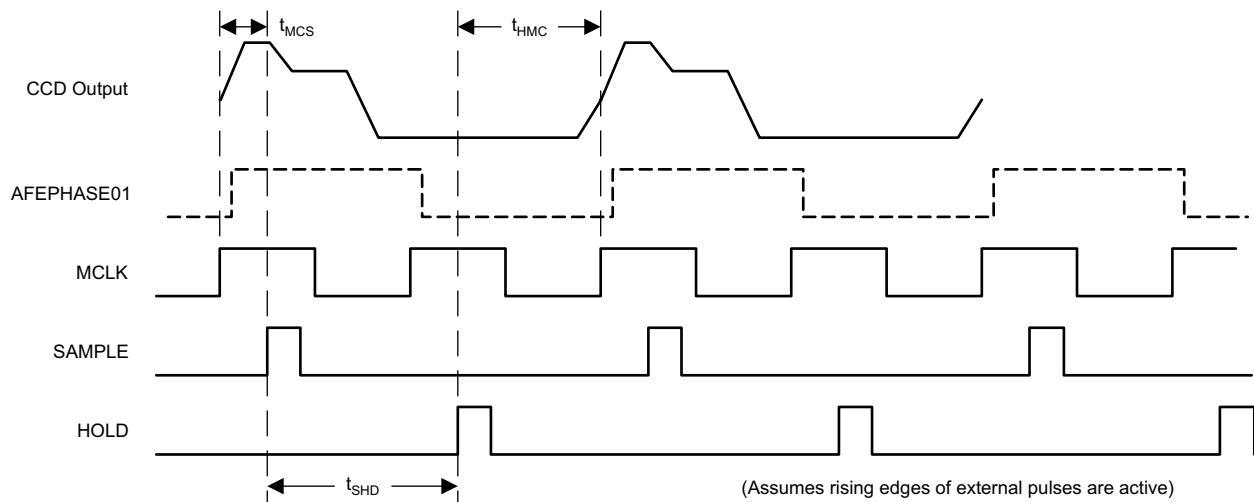 tMCS
tHMC
CCD Output
AFEPHASE01
MCLK
SAMPLE
HOLD
tSHD
(Assumes rising edges of external pulses are active)